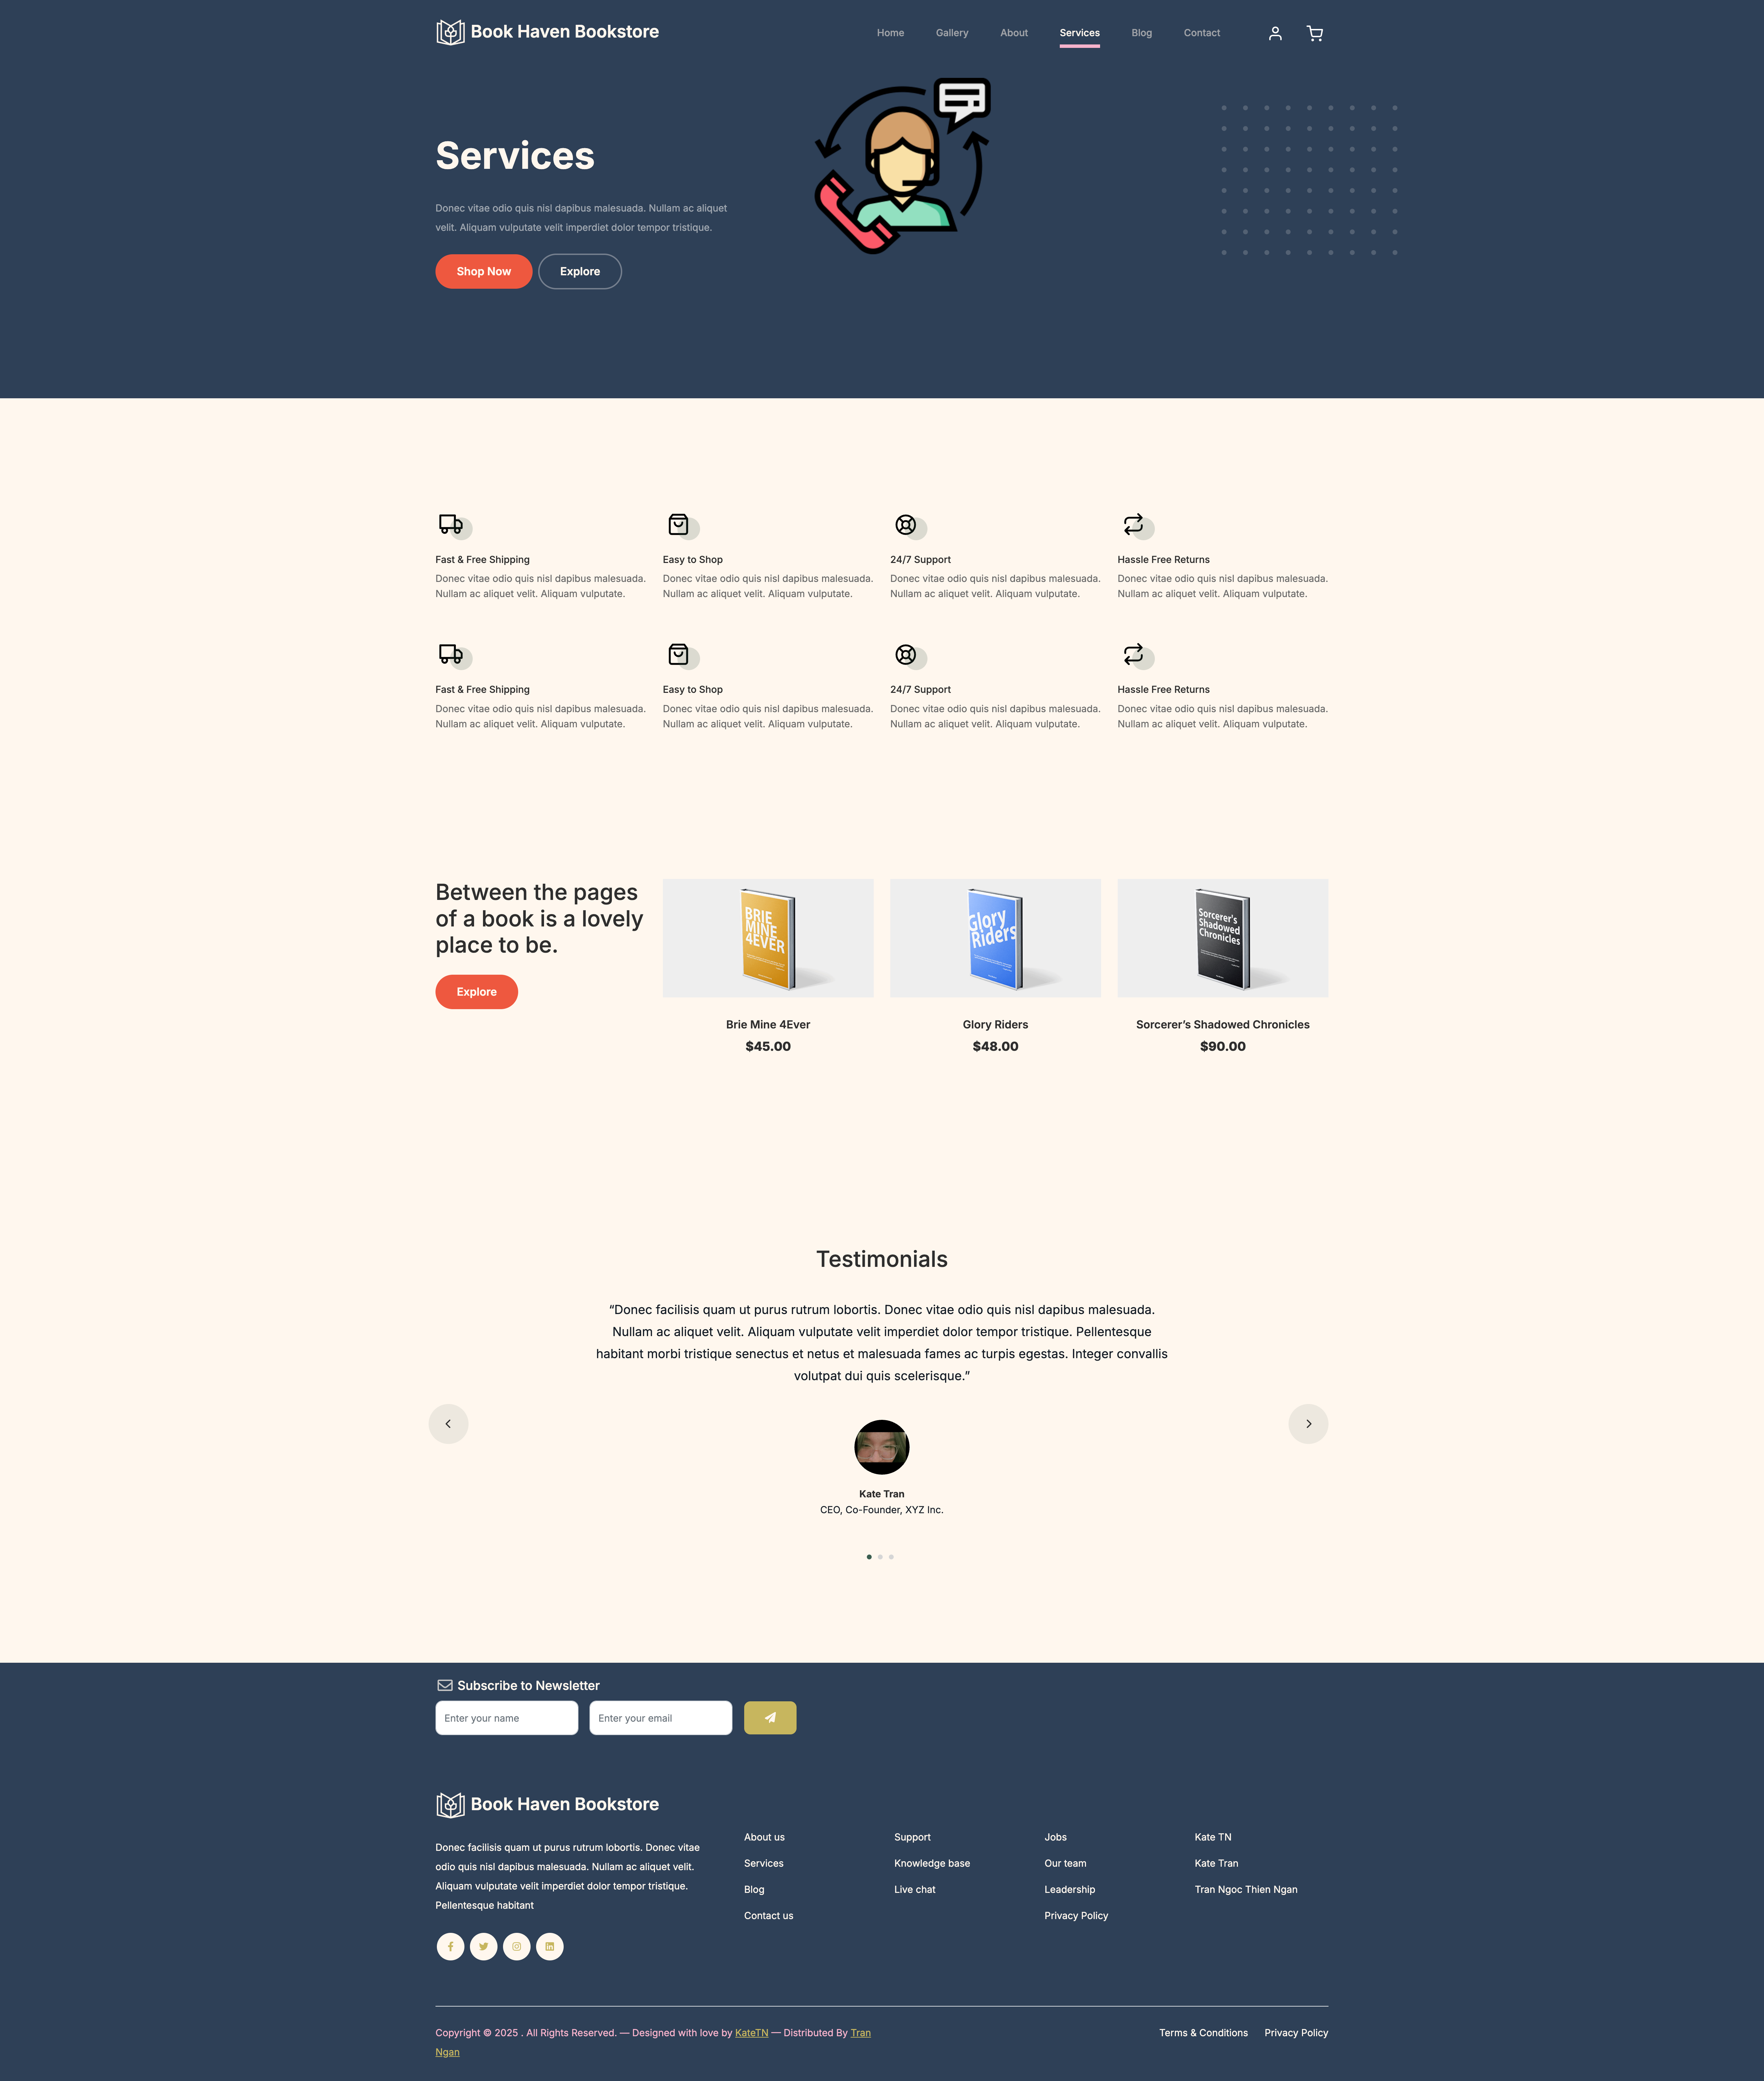 Book Haven Bookstore
Home
Gallery
About
Services
Blog
Contact
Services
Donec vitae odio quis nisl dapibus malesuada. Nullam ac aliquet
velit. Aliquam vulputate velit imperdiet dolor tempor tristique.
Shop Now
Explore
Fast & Free Shipping
Donec vitae odio quis nisl dapibus malesuada.
Nullam ac aliquet velit. Aliquam vulputate.
Easy to Shop
Donec vitae odio quis nisl dapibus malesuada.
Nullam ac aliquet velit. Aliquam vulputate.
24/7 Support
Donec vitae odio quis nisl dapibus malesuada.
Nullam ac aliquet velit. Aliquam vulputate.
Hassle Free Returns
Donec vitae odio quis nisl dapibus malesuada.
Nullam ac aliquet velit. Aliquam vulputate.
Fast & Free Shipping
Donec vitae odio quis nisl dapibus malesuada.
Nullam ac aliquet velit. Aliquam vulputate.
Easy to Shop
Donec vitae odio quis nisl dapibus malesuada.
Nullam ac aliquet velit. Aliquam vulputate.
24/7 Support
Donec vitae odio quis nisl dapibus malesuada.
Nullam ac aliquet velit. Aliquam vulputate.
Hassle Free Returns
Donec vitae odio quis nisl dapibus malesuada.
Nullam ac aliquet velit. Aliquam vulputate.
Between the pages
of a book is a lovely
place to be.
Explore
BRIE
MINE
4EVER
Brie Mine 4Ever
$45.00
Glory
Riders
Glory Riders
$48.00
Sorcerer's
Shadowed
Chronicles
Sorcerer’s Shadowed Chronicles
$90.00
Testimonials
“Donec facilisis quam ut purus rutrum lobortis. Donec vitae odio quis nisl dapibus malesuada.
Nullam ac aliquet velit. Aliquam vulputate velit imperdiet dolor tempor tristique. Pellentesque
habitant morbi tristique senectus et netus et malesuada fames ac turpis egestas. Integer convallis
volutpat dui quis scelerisque.”
Kate Tran
CEO, Co-Founder, XYZ Inc.
Subscribe to Newsletter
Enter your name
Enter your email
Book Haven Bookstore
Donec facilisis quam ut purus rutrum lobortis. Donec vitae
odio quis nisl dapibus malesuada. Nullam ac aliquet velit.
Aliquam vulputate velit imperdiet dolor tempor tristique.
Pellentesque habitant
About us
Services
Blog
Contact us
Support
Knowledge base
Live chat
Jobs
Our team
Leadership
Privacy Policy
Kate TN
Kate Tran
Tran Ngoc Thien Ngan
Copyright © 2025 . All Rights Reserved. — Designed with love by KateTN — Distributed By Tran
Ngan
Terms & Conditions
Privacy Policy